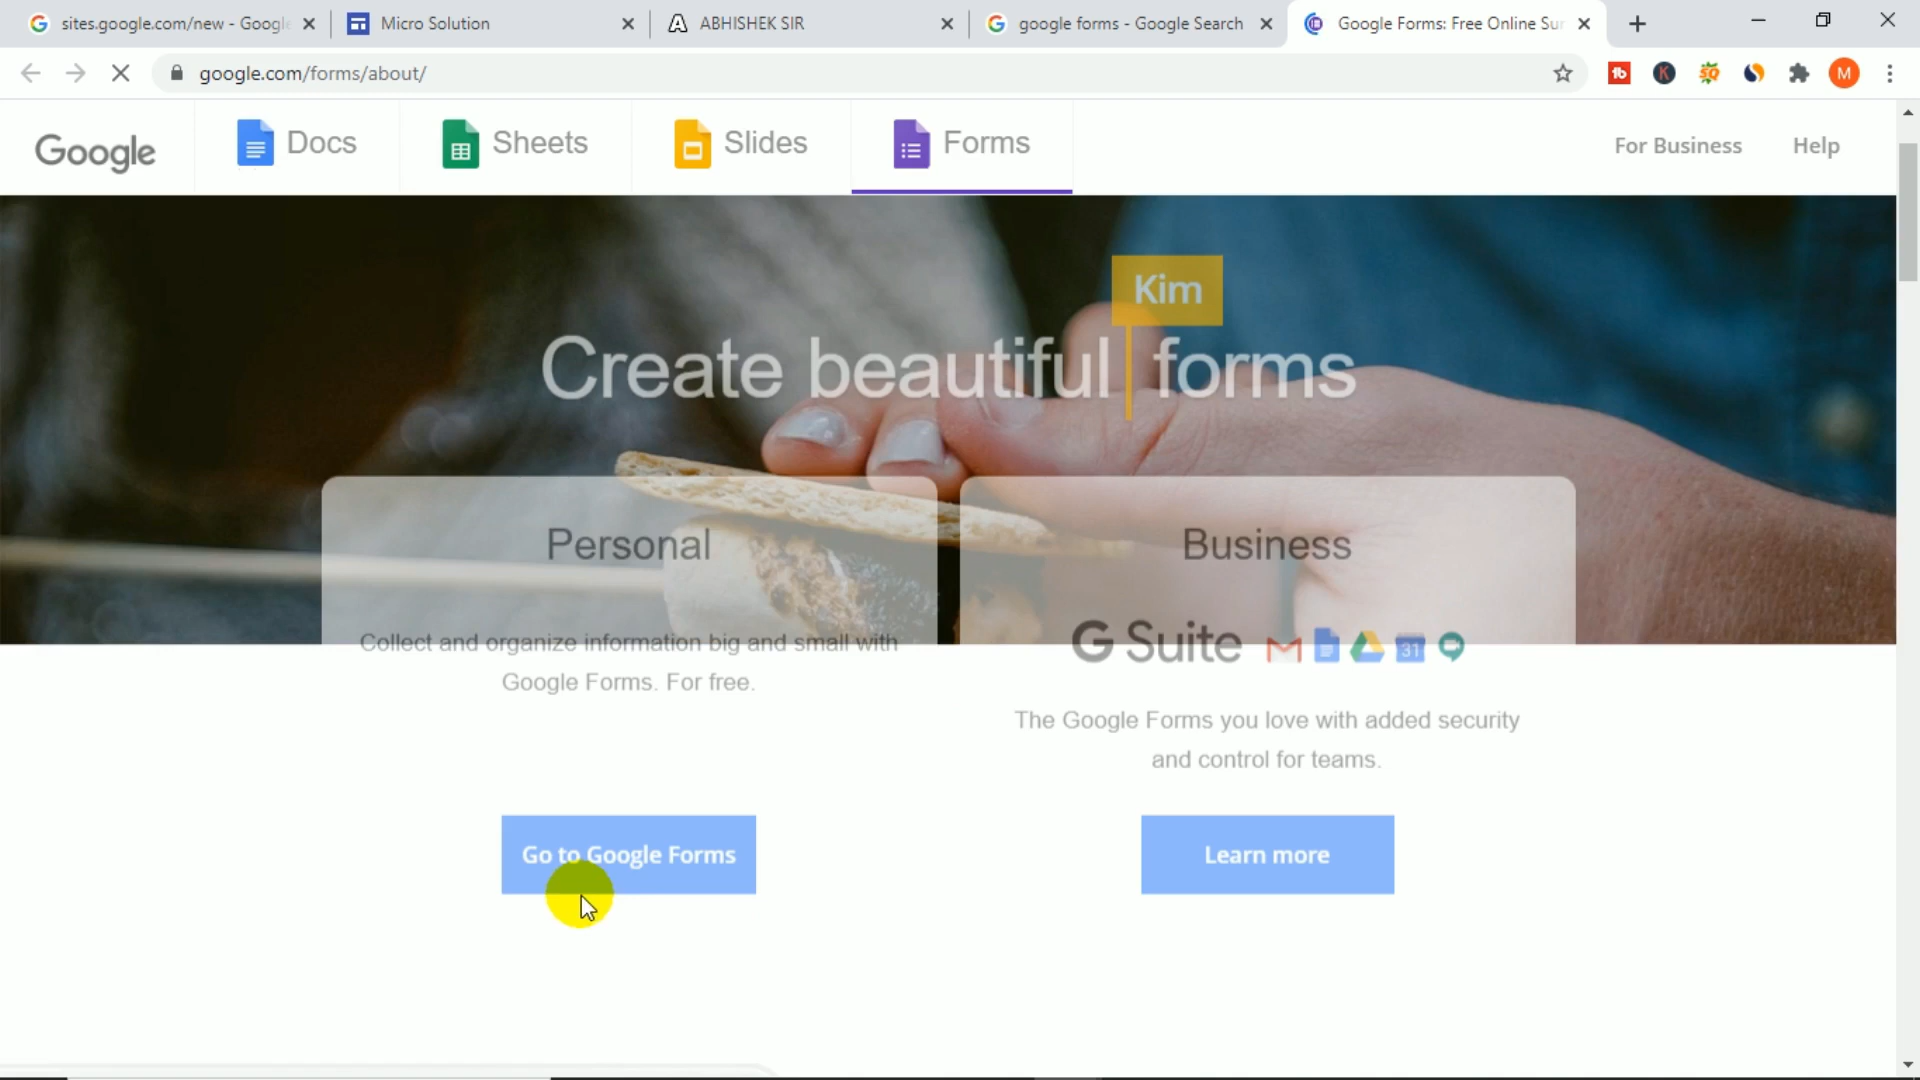 sites.google.com/new - Google
Micro Solution
ABHISHEK SIR
google forms - Google Search
Google Forms: Free Online Sur
google.com/forms/about/
Google
Docs
Sheets
Slides
Forms
For Business
Help
Kim
Create beautiful forms
Personal
Collect and organize information big and small with
Google Forms. For free.
Go to Google Forms
Business
G Suite
31
The Google Forms you love with added security
and control for teams.
Learn more
tb
K
SQ
M